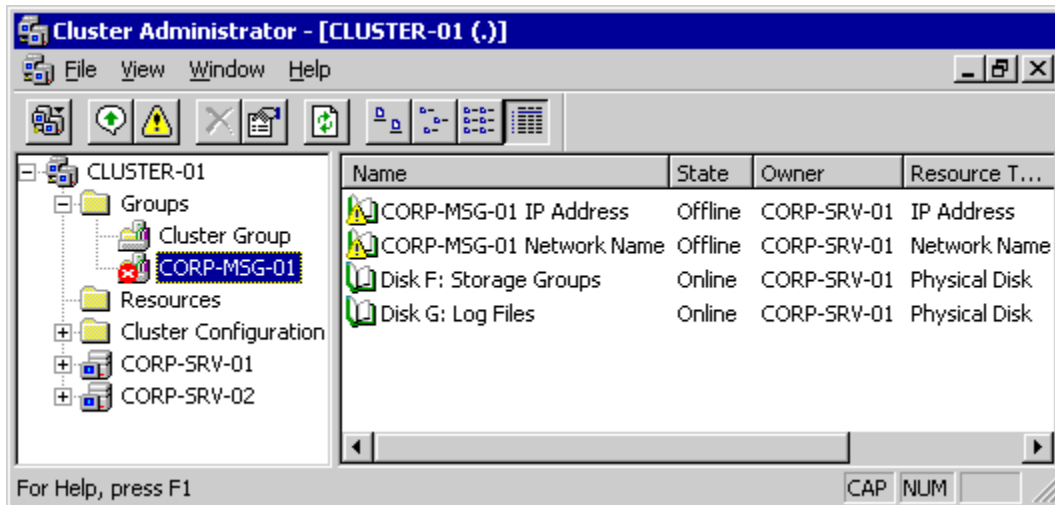 Cluster Administrator - [CLUSTER-01 (.)]
File View Window Help
CLUSTER-01
Groups
Cluster Group
CORP-MSG-01
Resources
Cluster Configuration
CORP-SRV-01
CORP-SRV-02
Name State Owner Resource T...
CORP-MSG-01 IP Address Offline CORP-SRV-01 IP Address
CORP-MSG-01 Network Name Offline CORP-SRV-01 Network Name
Disk F: Storage Groups Online CORP-SRV-01 Physical Disk
Disk G: Log Files Online CORP-SRV-01 Physical Disk
For Help, press F1 CAP NUM